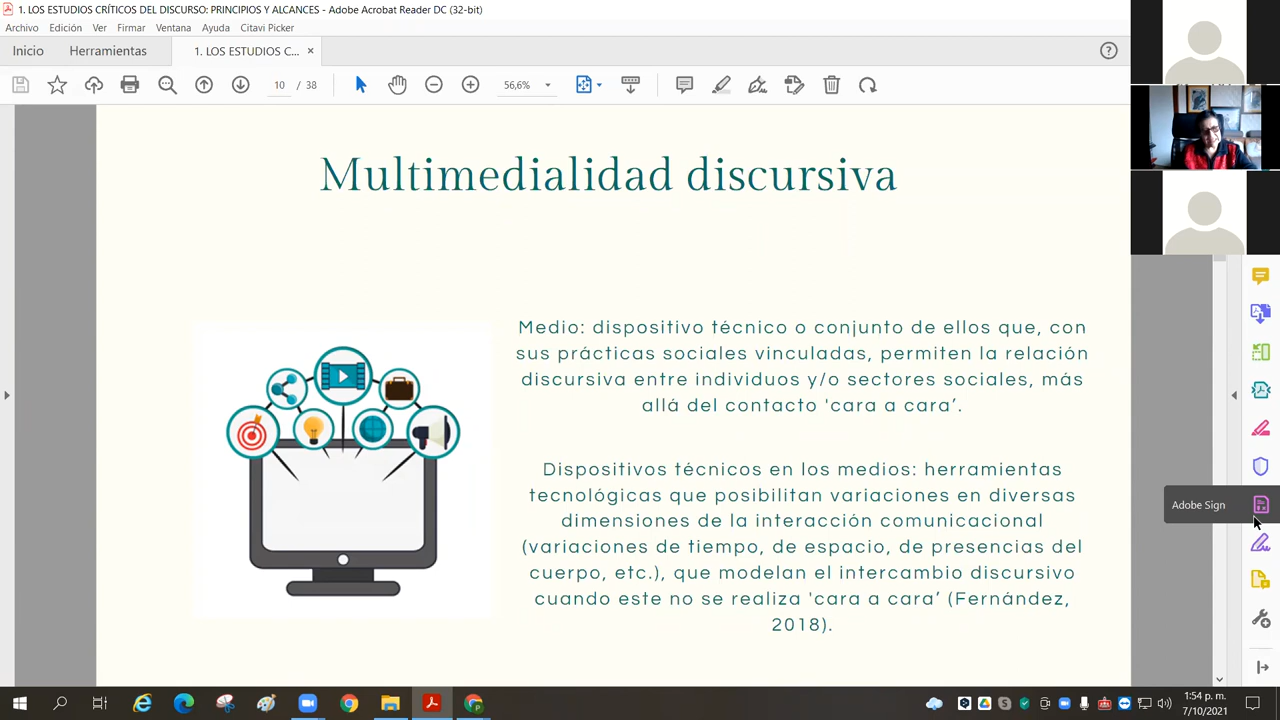 1. LOS ESTUDIOS CRÍTICOS DEL DISCURSO: PRINCIPIOS Y ALCANCES - Adobe Acrobat Reader DC (32-bit)
Archivo Edición Ver Firmar Ventana Ayuda Citavi Picker
Inicio Herramientas 1. LOS ESTUDIOS C... ×
10 / 38 56,6%
Multimedialidad discursiva
Medio: dispositivo técnico o conjunto de ellos que, con
sus prácticas sociales vinculadas, permiten la relación
discursiva entre individuos y/o sectores sociales, más
allá del contacto 'cara a cara’.
Dispositivos técnicos en los medios: herramientas
tecnológicas que posibilitan variaciones en diversas
dimensiones de la interacción comunicacional
(variaciones de tiempo, de espacio, de presencias del
cuerpo, etc.), que modelan el intercambio discursivo
cuando este no se realiza 'cara a cara’ (Fernández,
2018).
Adobe Sign
1:54 p. m.
7/10/2021